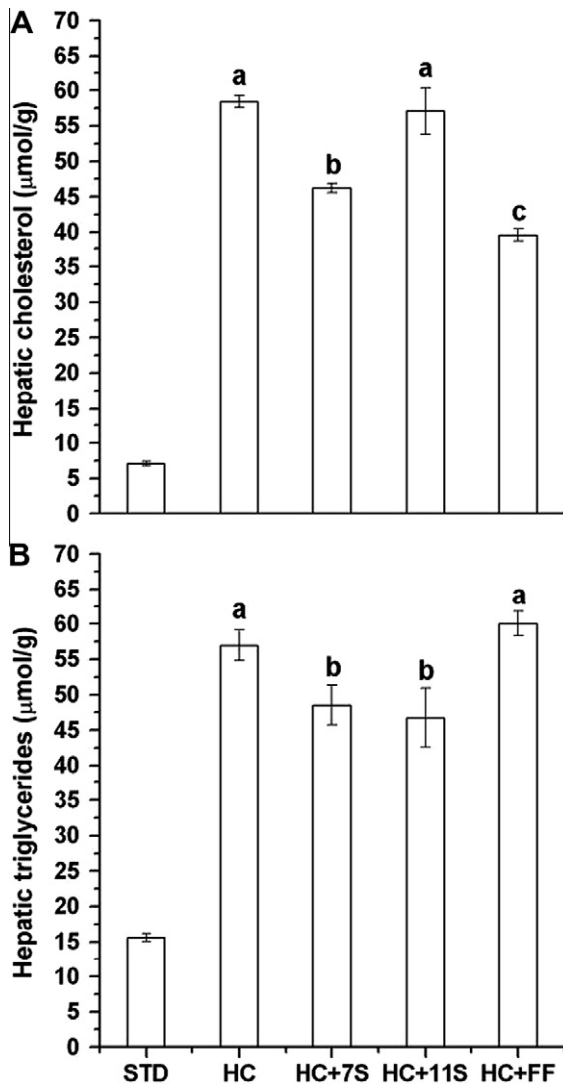 A
Hepatic cholesterol (μmol/g)
70
65
60
55
50
45
40
35
30
25
20
15
10
5
0
a
b
a
c
B
Hepatic triglycerides (μmol/g)
70
65
60
55
50
45
40
35
30
25
20
15
10
5
0
a
b
b
a
STD HC HC+7S HC+11S HC+FF